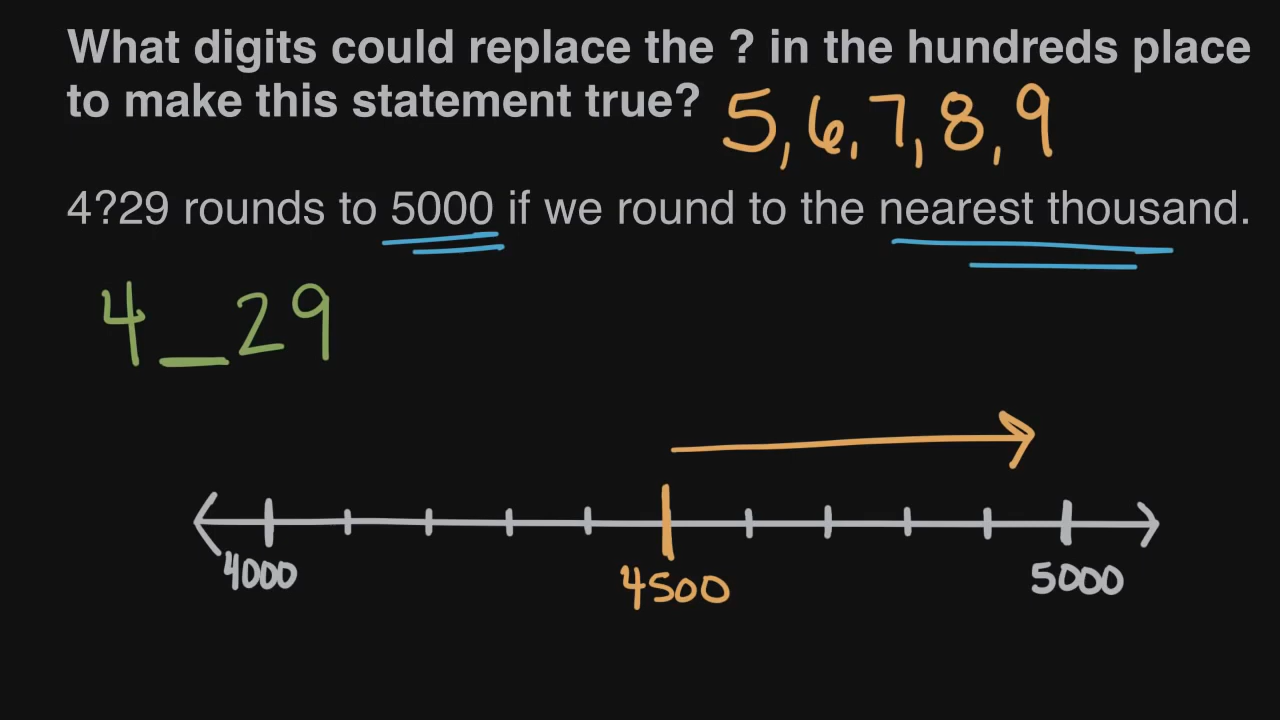 What digits could replace the ? in the hundreds place
to make this statement true? 5, 6, 7, 8, 9
4?29 rounds to 5000 if we round to the nearest thousand.
4_29
4000 4500 5000